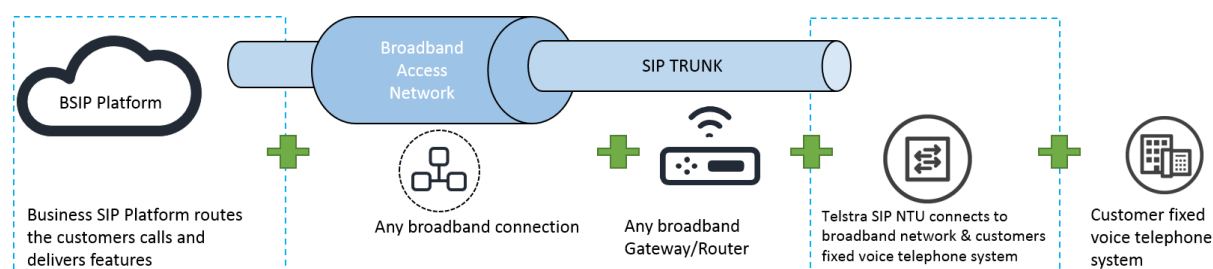 BSIP Platform
Broadband
Access
Network
SIP TRUNK
Business SIP Platform routes
the customers calls and
delivers features
Any broadband connection
Any broadband
Gateway/Router
Telstra SIP NTU connects to
broadband network & customers
fixed voice telephone system
Customer fixed
voice telephone
system